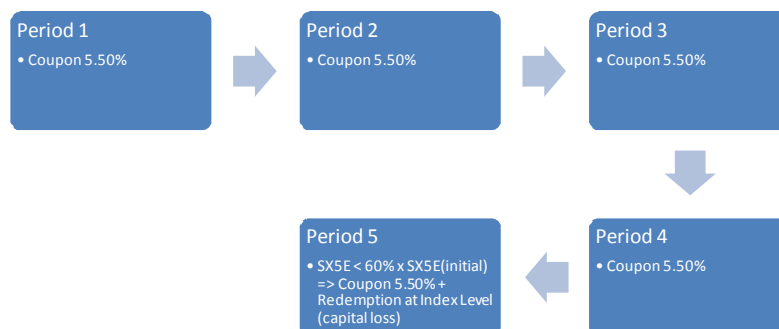 Period 1
• Coupon 5.50%
Period 2
• Coupon 5.50%
Period 3
• Coupon 5.50%
Period 4
• Coupon 5.50%
Period 5
• SX5E < 60% x SX5E(initial)
=> Coupon 5.50% +
Redemption at Index Level
(capital loss)